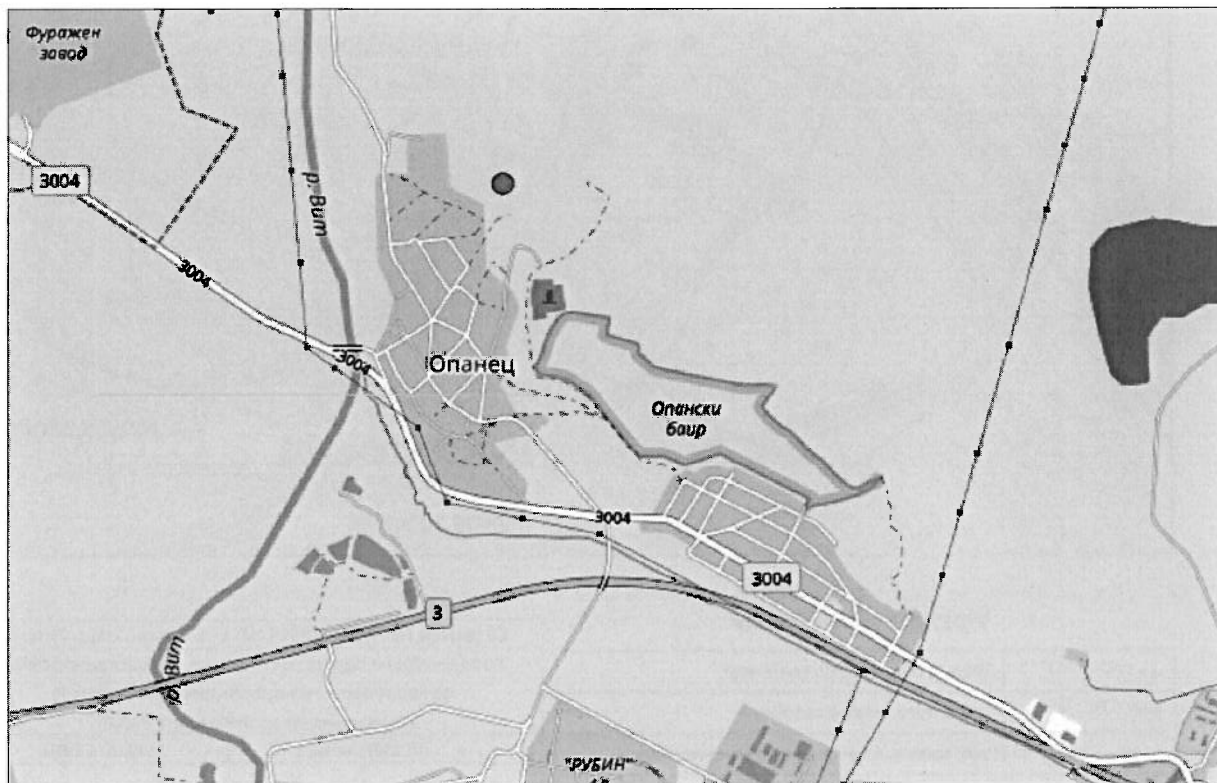 Фуражен
завод
3004
р. Вит
3004
3004
Опанец
Опански
баир
3004
3004
3
р. Вит
"РУБИН"